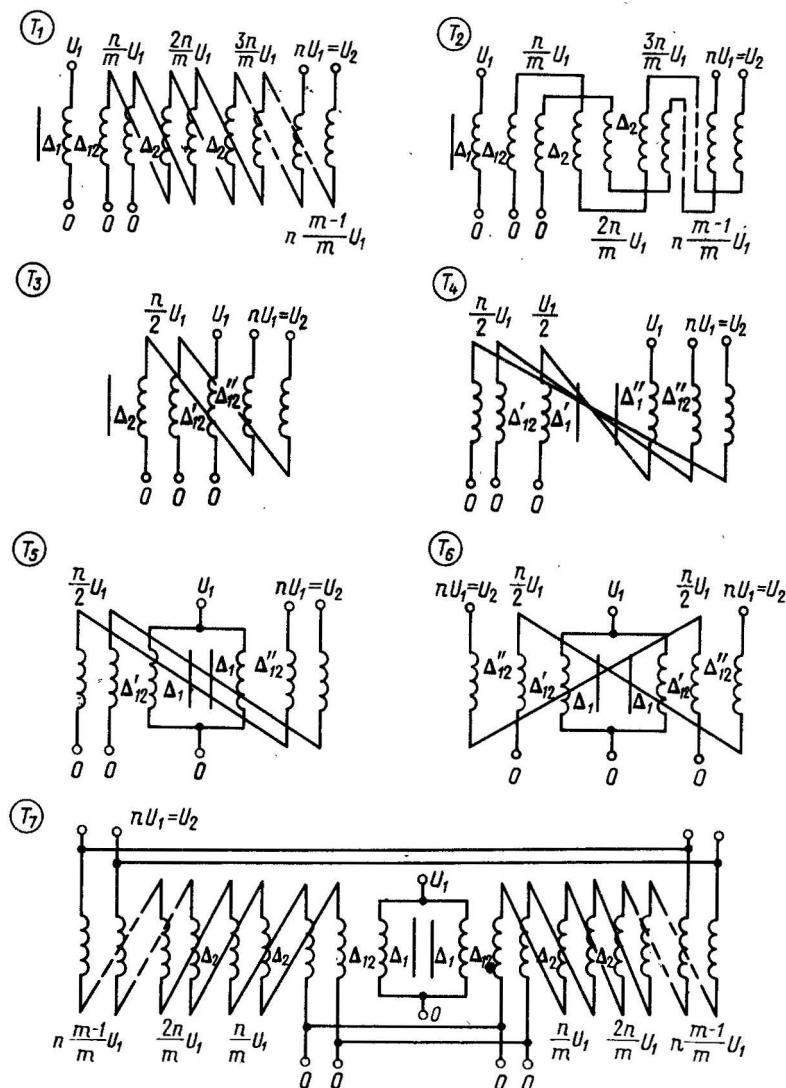 T₁
U₁ n/m U₁ 2n/m U₁ 3n/m U₁ nU₁=U₂
Δ₁ Δ₁₂ Δ₂ Δ₂
0 0 0 0
n m-1/m U₁
T₂
U₁ n/m U₁ 3n/m U₁ nU₁=U₂
Δ₁ Δ₁₂ Δ₂ Δ₂
0 0 0 0
2n/m U₁ n m-1/m U₁
T₃
n/2 U₁ U₁ nU₁=U₂
Δ₂ Δ'₁₂ Δ''₁₂
0 0 0
T₄
n/2 U₁ U₁/2 U₁ nU₁=U₂
Δ'₁₂ Δ'₁ Δ''₁ Δ''₁₂
0 0 0
T₅
n/2 U₁ U₁ nU₁=U₂
Δ'₁₂ Δ₁ Δ₁ Δ''₁₂
0 0 0
T₆
nU₁=U₂ n/2 U₁ U₁ n/2 U₁ nU₁=U₂
Δ''₁₂ Δ'₁₂ Δ₁ Δ₁ Δ'₁₂ Δ''₁₂
0 0 0
T₇
nU₁=U₂
U₁
Δ₂ Δ₂ Δ₁₂ Δ₁ Δ₁ Δ₁₂ Δ₂ Δ₂
0
n m-1/m U₁ 2n/m U₁ n/m U₁ n/m U₁ 2n/m U₁ n m-1/m U₁
0 0 0 0